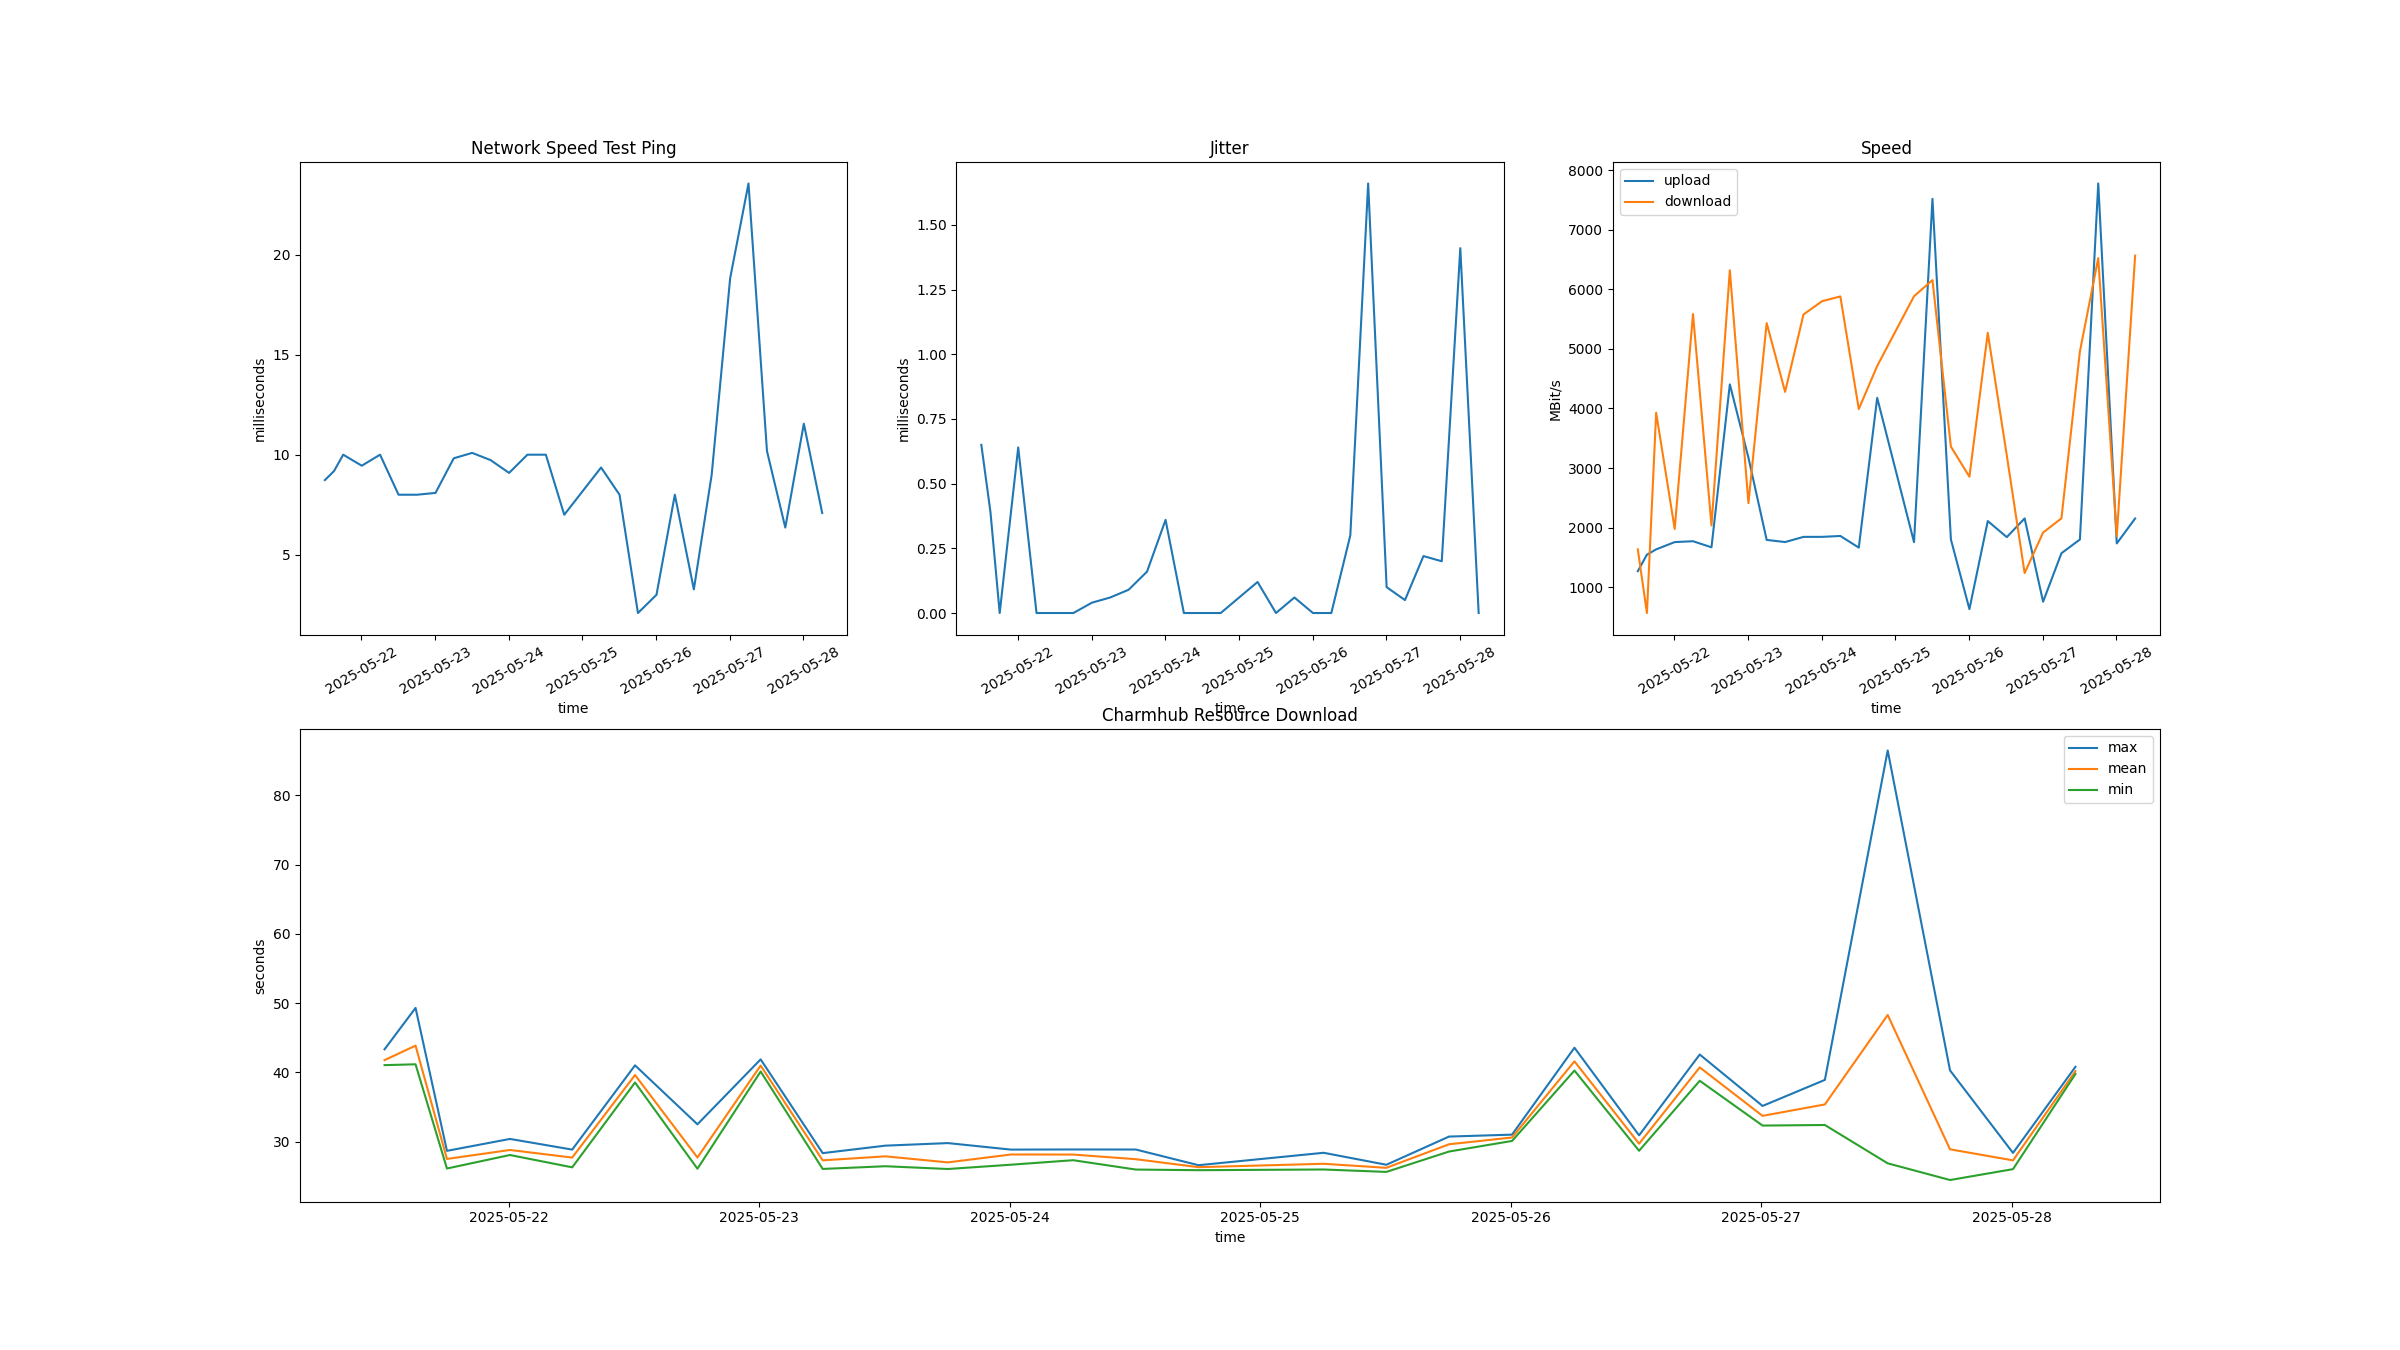 Network Speed Test Ping
milliseconds
20
15
10
5
2025-05-22 2025-05-23 2025-05-24 2025-05-25 2025-05-26 2025-05-27 2025-05-28
time
Jitter
milliseconds
1.50
1.25
1.00
0.75
0.50
0.25
0.00
2025-05-22 2025-05-23 2025-05-24 2025-05-25 2025-05-26 2025-05-27 2025-05-28
time
Speed
upload
download
MBit/s
8000
7000
6000
5000
4000
3000
2000
1000
2025-05-22 2025-05-23 2025-05-24 2025-05-25 2025-05-26 2025-05-27 2025-05-28
time
Charmhub Resource Download
max
mean
min
seconds
80
70
60
50
40
30
2025-05-22 2025-05-23 2025-05-24 2025-05-25 2025-05-26 2025-05-27 2025-05-28
time